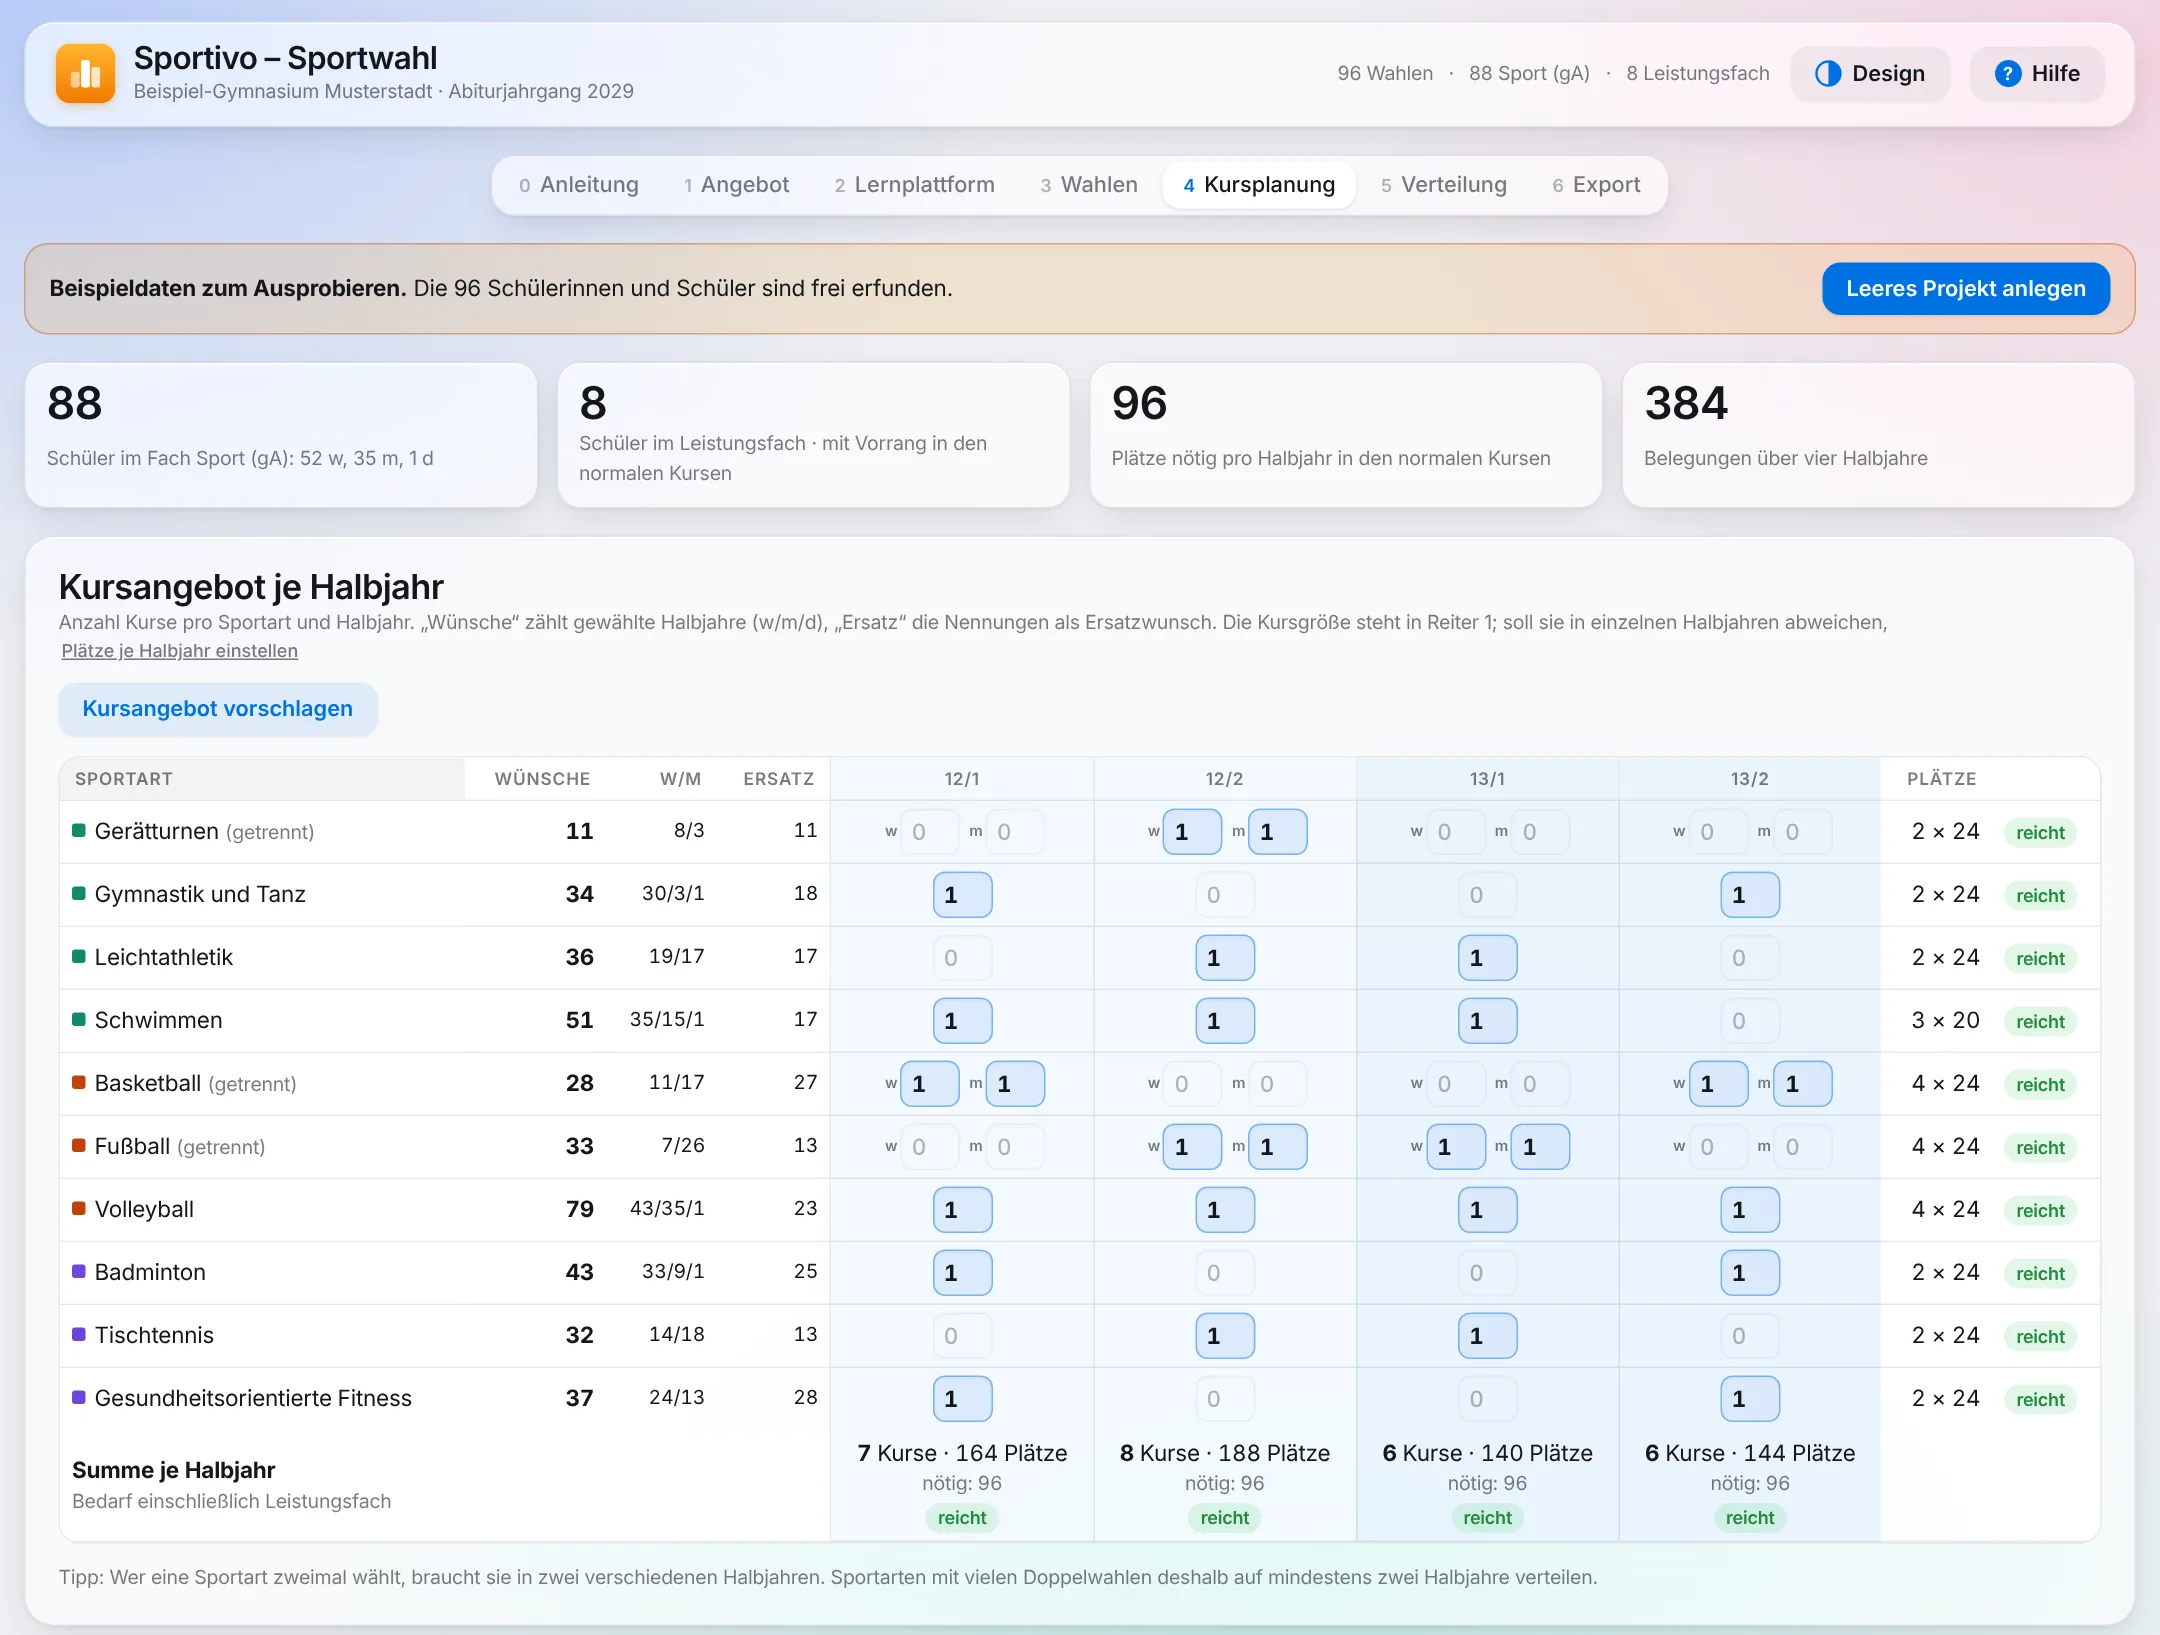 Sportivo – Sportwahl
Beispiel-Gymnasium Musterstadt · Abiturjahrgang 2029
96 Wahlen · 88 Sport (gA) · 8 Leistungsfach
Design
? Hilfe
0 Anleitung
1 Angebot
2 Lernplattform
3 Wahlen
4 Kursplanung
5 Verteilung
6 Export
Beispieldaten zum Ausprobieren. Die 96 Schülerinnen und Schüler sind frei erfunden.
Leeres Projekt anlegen
88
Schüler im Fach Sport (gA): 52 w, 35 m, 1 d
8
Schüler im Leistungsfach · mit Vorrang in den
normalen Kursen
96
Plätze nötig pro Halbjahr in den normalen Kursen
384
Belegungen über vier Halbjahre
Kursangebot je Halbjahr
Anzahl Kurse pro Sportart und Halbjahr. „Wünsche“ zählt gewählte Halbjahre (w/m/d), „Ersatz“ die Nennungen als Ersatzwunsch. Die Kursgröße steht in Reiter 1; soll sie in einzelnen Halbjahren abweichen,
Plätze je Halbjahr einstellen
Kursangebot vorschlagen
SPORTART WÜNSCHE W/M ERSATZ 12/1 12/2 13/1 13/2 PLÄTZE
Gerätturnen (getrennt) 11 8/3 11 w 0 m 0 w 1 m 1 w 0 m 0 w 0 m 0 2 × 24 reicht
Gymnastik und Tanz 34 30/3/1 18 1 0 0 1 2 × 24 reicht
Leichtathletik 36 19/17 17 0 1 1 0 2 × 24 reicht
Schwimmen 51 35/15/1 17 1 1 1 0 3 × 20 reicht
Basketball (getrennt) 28 11/17 27 w 1 m 1 w 0 m 0 w 0 m 0 w 1 m 1 4 × 24 reicht
Fußball (getrennt) 33 7/26 13 w 0 m 0 w 1 m 1 w 1 m 1 w 0 m 0 4 × 24 reicht
Volleyball 79 43/35/1 23 1 1 1 1 4 × 24 reicht
Badminton 43 33/9/1 25 1 0 0 1 2 × 24 reicht
Tischtennis 32 14/18 13 0 1 1 0 2 × 24 reicht
Gesundheitsorientierte Fitness 37 24/13 28 1 0 0 1 2 × 24 reicht
Summe je Halbjahr
Bedarf einschließlich Leistungsfach
7 Kurse · 164 Plätze
nötig: 96
reicht
8 Kurse · 188 Plätze
nötig: 96
reicht
6 Kurse · 140 Plätze
nötig: 96
reicht
6 Kurse · 144 Plätze
nötig: 96
reicht
Tipp: Wer eine Sportart zweimal wählt, braucht sie in zwei verschiedenen Halbjahren. Sportarten mit vielen Doppelwahlen deshalb auf mindestens zwei Halbjahre verteilen.